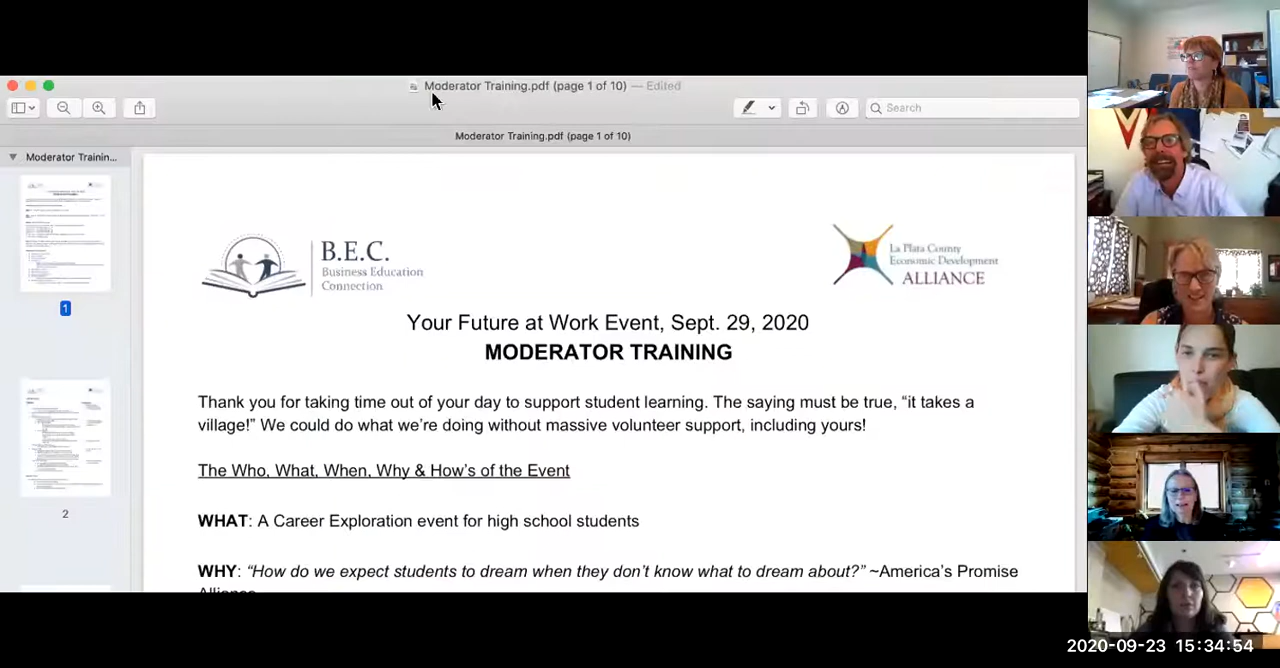 Moderator Training.pdf (page 1 of 10) — Edited
Search
Moderator Training.pdf (page 1 of 10)
Moderator Trainin...
1
2
B.E.C.
Business Education
Connection
La Plata County
Economic Development
ALLIANCE
Your Future at Work Event, Sept. 29, 2020
MODERATOR TRAINING
Thank you for taking time out of your day to support student learning. The saying must be true, “it takes a
village!” We could do what we’re doing without massive volunteer support, including yours!
The Who, What, When, Why & How’s of the Event
WHAT: A Career Exploration event for high school students
WHY: “How do we expect students to dream when they don’t know what to dream about?” ~America’s Promise
Alliance
2020-09-23 15:34:54